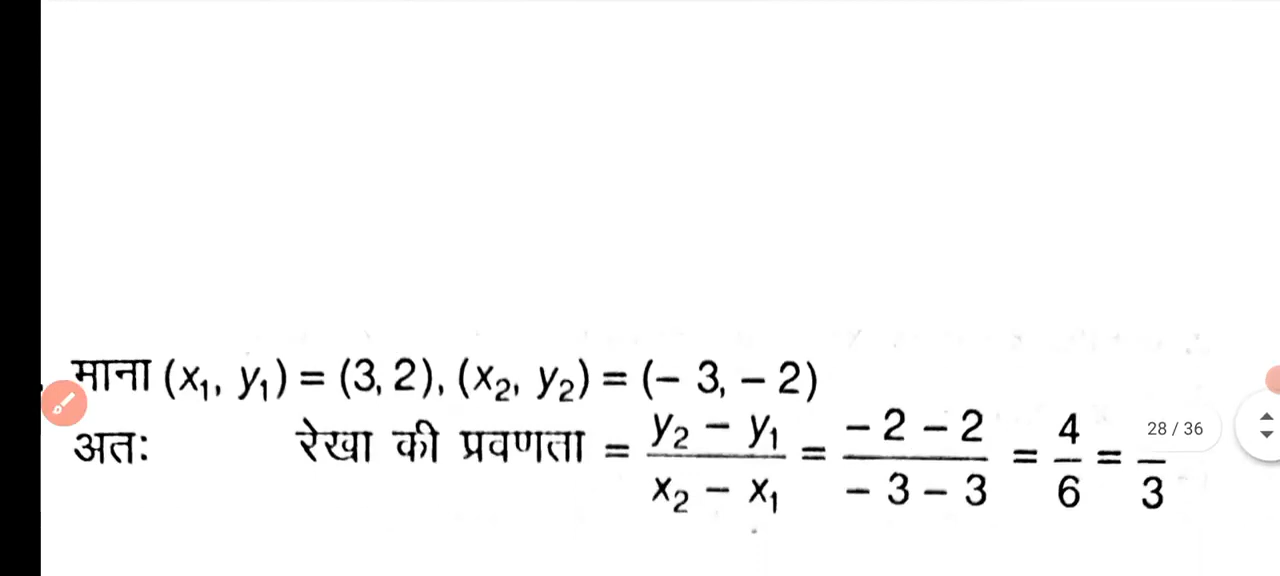 माना (x₁, y₁) = (3, 2), (x₂, y₂) = (– 3, – 2)
अतः रेखा की प्रवणता = y₂ – y₁ / x₂ – x₁ = – 2 – 2 / – 3 – 3 = 4 / 6 = / 3
28 / 36